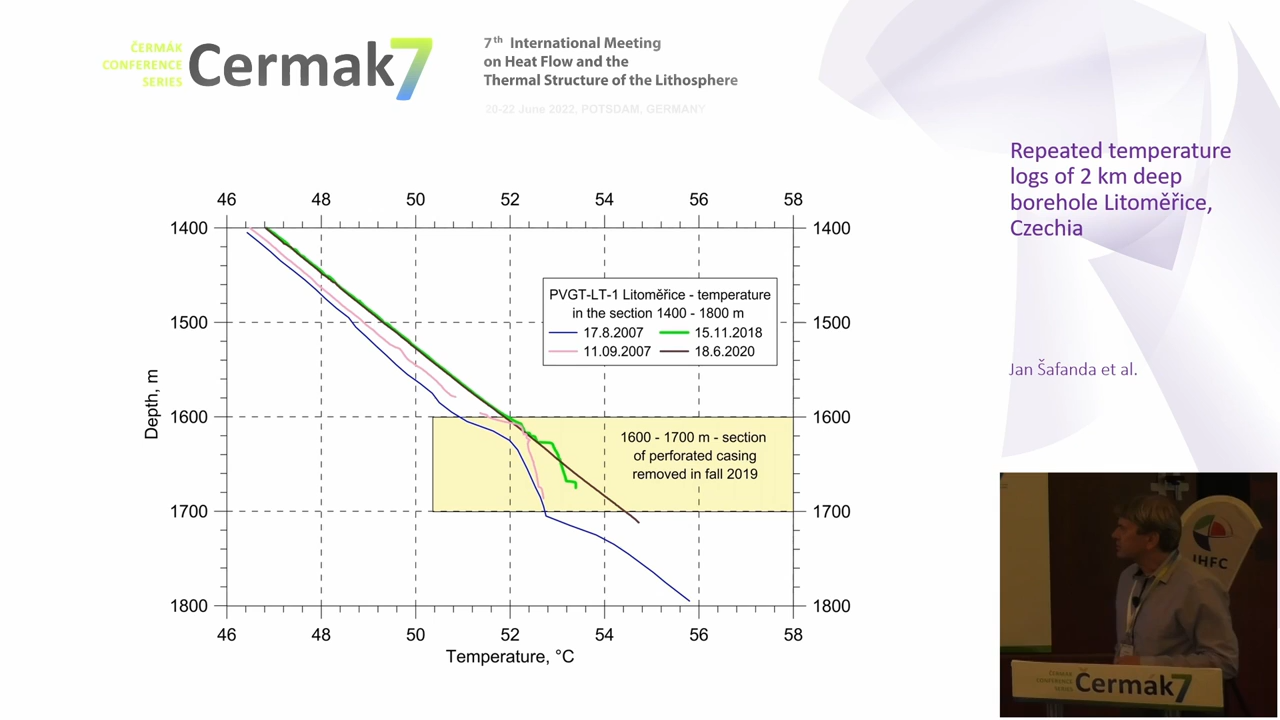 ČERMÁK
CONFERENCE
SERIES
Cermak7
7th International Meeting
on Heat Flow and the
Thermal Structure of the Lithosphere
20-22 June 2022, POTSDAM, GERMANY
Repeated temperature
logs of 2 km deep
borehole Litoměřice,
Czechia
Jan Šafanda et al.
46 48 50 52 54 56 58
1400 1400
PVGT-LT-1 Litoměřice - temperature
in the section 1400 - 1800 m
17.8.2007 15.11.2018
11.09.2007 18.6.2020
1500 1500
1600 1600
1600 - 1700 m - section
of perforated casing
removed in fall 2019
1700 1700
1800 1800
Depth, m
46 48 50 52 54 56 58
Temperature, °C
IHFC
ČERMÁK
CONFERENCE
SERIES
Čermák7